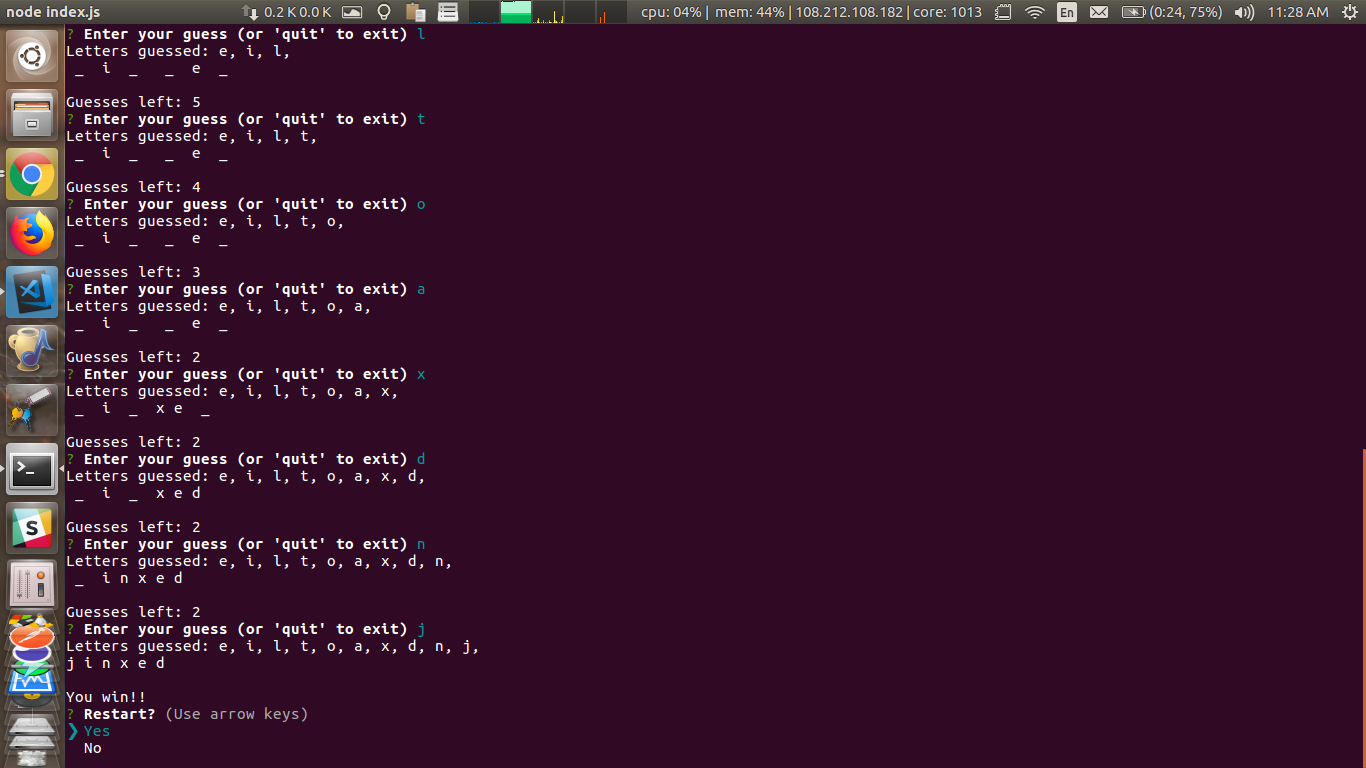 node index.js 0.2 K 0.0 K cpu: 04% | mem: 44% | 108.212.108.182 | core: 1013 En (0:24, 75%) 11:28 AM
? Enter your guess (or 'quit' to exit) l
Letters guessed: e, i, l,
_ i _ _ e _
Guesses left: 5
? Enter your guess (or 'quit' to exit) t
Letters guessed: e, i, l, t,
_ i _ _ e _
Guesses left: 4
? Enter your guess (or 'quit' to exit) o
Letters guessed: e, i, l, t, o,
_ i _ _ e _
Guesses left: 3
? Enter your guess (or 'quit' to exit) a
Letters guessed: e, i, l, t, o, a,
_ i _ _ e _
Guesses left: 2
? Enter your guess (or 'quit' to exit) x
Letters guessed: e, i, l, t, o, a, x,
_ i _ x e _
Guesses left: 2
? Enter your guess (or 'quit' to exit) d
Letters guessed: e, i, l, t, o, a, x, d,
_ i _ x e d
Guesses left: 2
? Enter your guess (or 'quit' to exit) n
Letters guessed: e, i, l, t, o, a, x, d, n,
_ i n x e d
Guesses left: 2
? Enter your guess (or 'quit' to exit) j
Letters guessed: e, i, l, t, o, a, x, d, n, j,
j i n x e d
You win!!
? Restart? (Use arrow keys)
❯ Yes
No